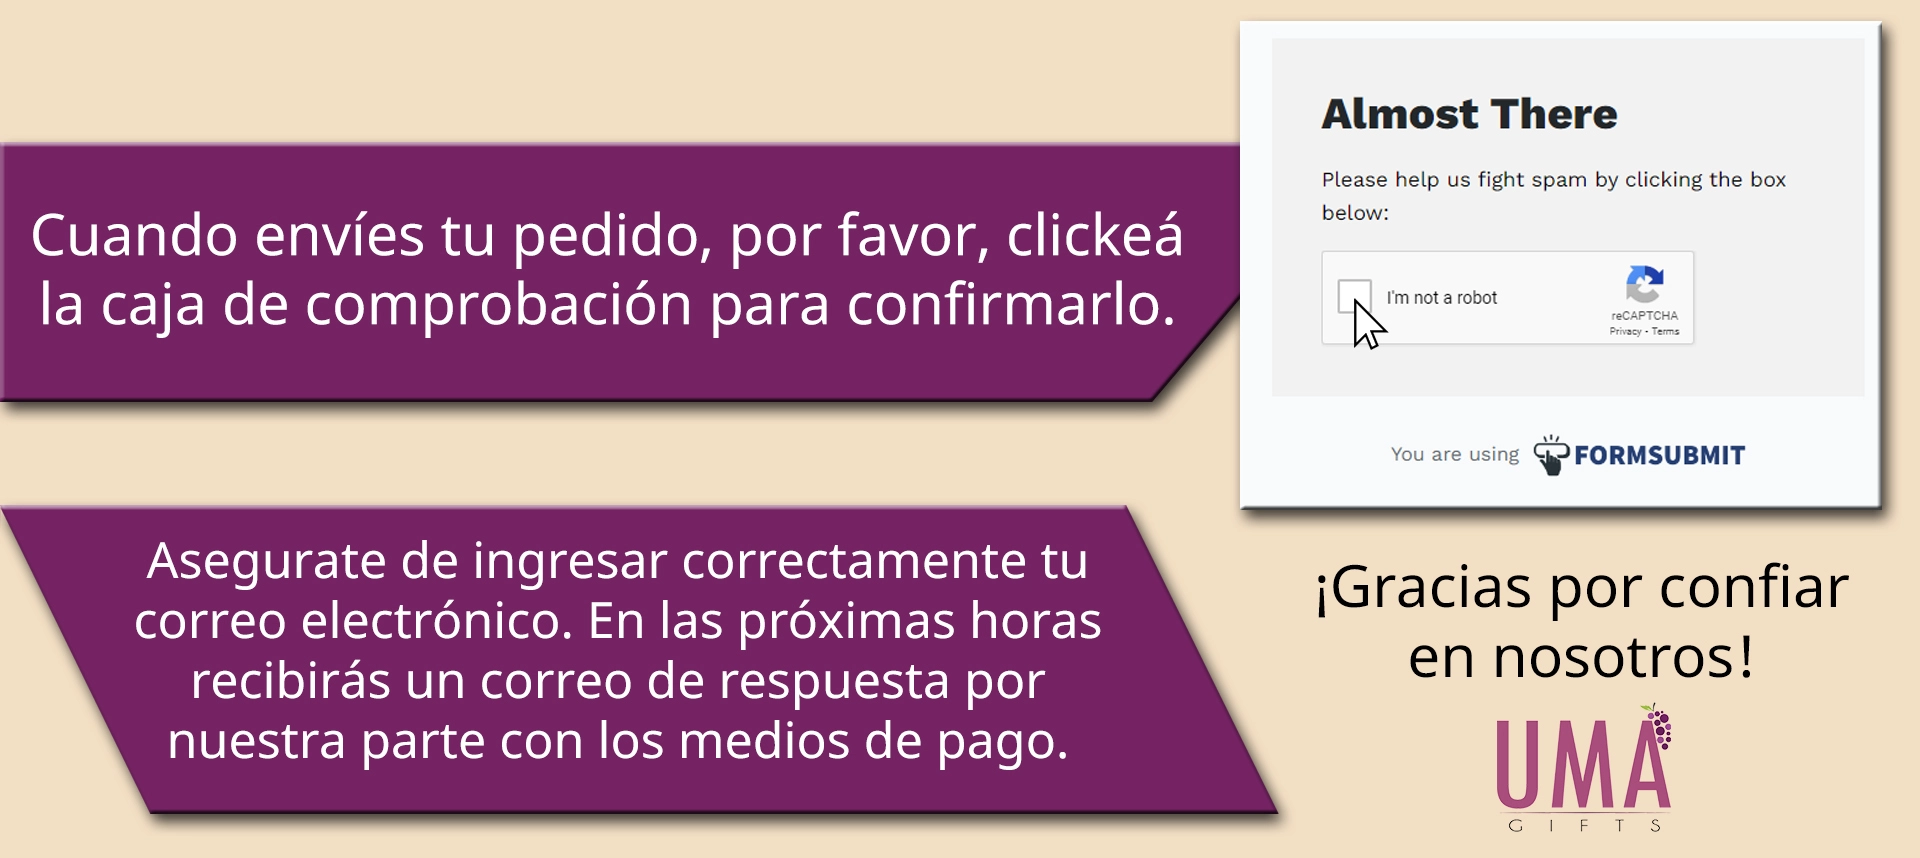 Cuando envíes tu pedido, por favor, clickeá
la caja de comprobación para confirmarlo.
Almost There
Please help us fight spam by clicking the box
below:
I'm not a robot
reCAPTCHA
Privacy - Terms
You are using FORMSUBMIT
Asegurate de ingresar correctamente tu
correo electrónico. En las próximas horas
recibirás un correo de respuesta por
nuestra parte con los medios de pago.
¡Gracias por confiar
en nosotros!
UMA
GIFTS